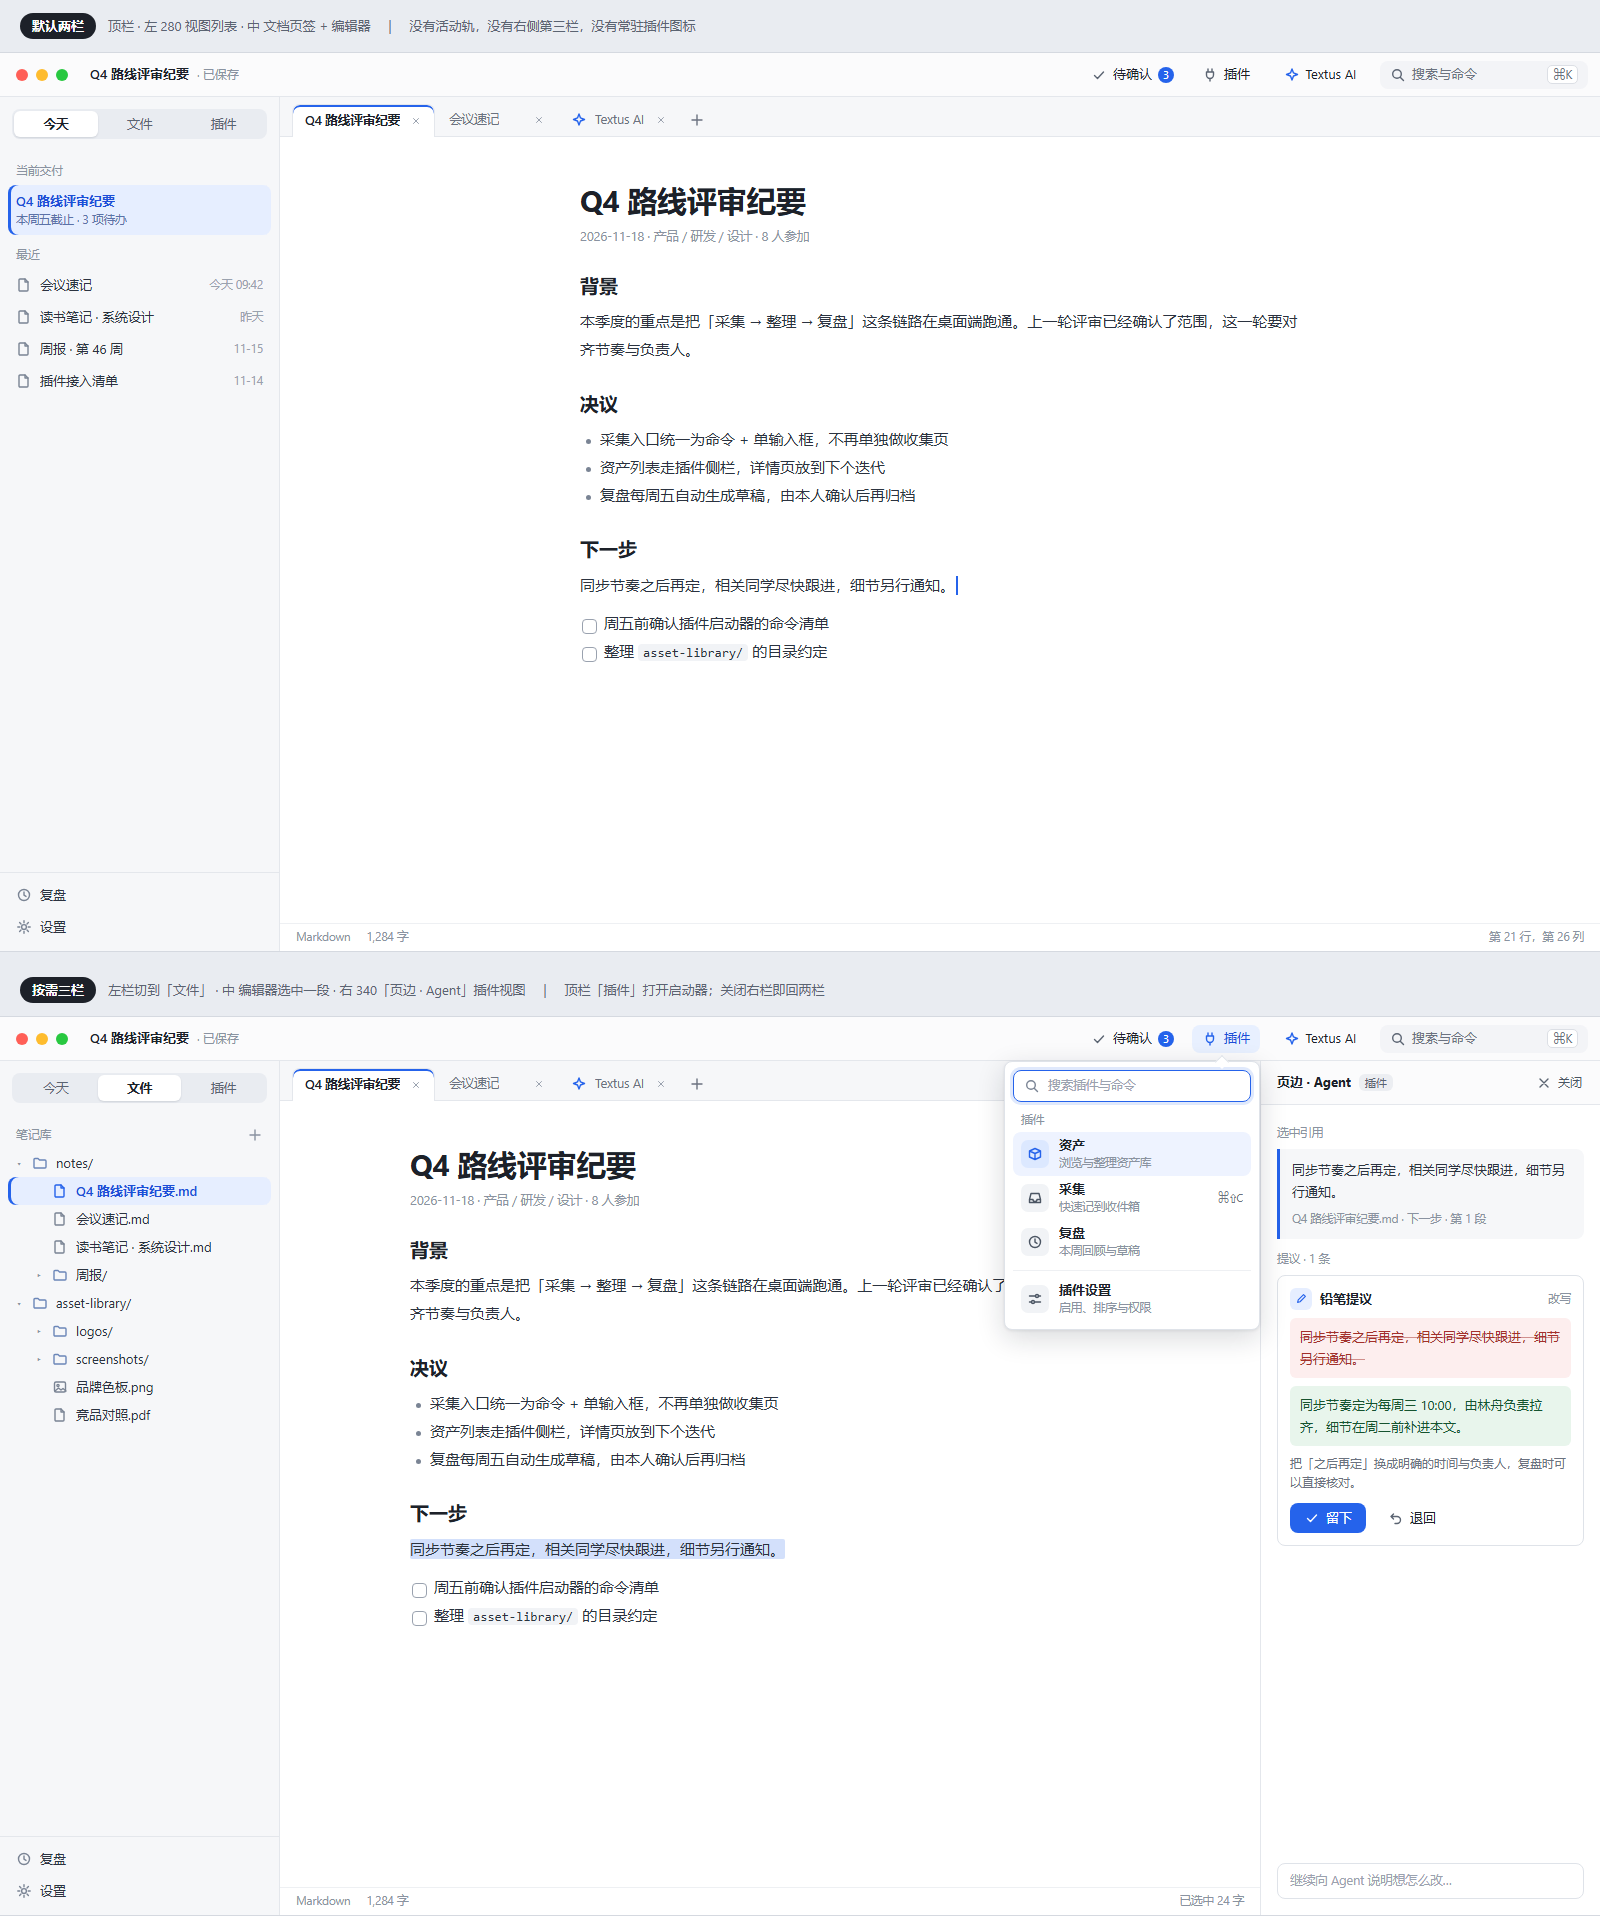 默认两栏 顶栏 · 左 280 视图列表 · 中 文档页签 + 编辑器 | 没有活动轨，没有右侧第三栏，没有常驻插件图标
Q4 路线评审纪要 · 已保存
待确认 3 插件 Textus AI 搜索与命令 ⌘K
今天 文件 插件
Q4 路线评审纪要 × 会议速记 × Textus AI × +
当前交付
Q4 路线评审纪要
本周五截止 · 3 项待办
最近
会议速记 今天 09:42
读书笔记 · 系统设计 昨天
周报 · 第 46 周 11-15
插件接入清单 11-14
复盘
设置
Q4 路线评审纪要
2026-11-18 · 产品 / 研发 / 设计 · 8 人参加
背景
本季度的重点是把「采集 → 整理 → 复盘」这条链路在桌面端跑通。上一轮评审已经确认了范围，这一轮要对
齐节奏与负责人。
决议
采集入口统一为命令 + 单输入框，不再单独做收集页
资产列表走插件侧栏，详情页放到下个迭代
复盘每周五自动生成草稿，由本人确认后再归档
下一步
同步节奏之后再定，相关同学尽快跟进，细节另行通知。
周五前确认插件启动器的命令清单
整理 asset-library/ 的目录约定
Markdown 1,284 字
第 21 行，第 26 列
按需三栏 左栏切到「文件」 · 中 编辑器选中一段 · 右 340「页边 · Agent」插件视图 | 顶栏「插件」打开启动器；关闭右栏即回两栏
Q4 路线评审纪要 · 已保存
待确认 3 插件 Textus AI 搜索与命令 ⌘K
今天 文件 插件
Q4 路线评审纪要 × 会议速记 × Textus AI × +
笔记库 +
notes/
Q4 路线评审纪要.md
会议速记.md
读书笔记 · 系统设计.md
周报/
asset-library/
logos/
screenshots/
品牌色板.png
竞品对照.pdf
复盘
设置
Q4 路线评审纪要
2026-11-18 · 产品 / 研发 / 设计 · 8 人参加
背景
本季度的重点是把「采集 → 整理 → 复盘」这条链路在桌面端跑通。上一轮评审已经确认了
齐节奏与负责人。
决议
采集入口统一为命令 + 单输入框，不再单独做收集页
资产列表走插件侧栏，详情页放到下个迭代
复盘每周五自动生成草稿，由本人确认后再归档
下一步
同步节奏之后再定，相关同学尽快跟进，细节另行通知。
周五前确认插件启动器的命令清单
整理 asset-library/ 的目录约定
Markdown 1,284 字
已选中 24 字
搜索插件与命令
插件
资产
浏览与整理资产库
采集
快速记到收件箱
⌘⇧C
复盘
本周回顾与草稿
插件设置
启用、排序与权限
页边 · Agent 插件 × 关闭
选中引用
同步节奏之后再定，相关同学尽快跟进，细节另
行通知。
Q4 路线评审纪要.md · 下一步 · 第 1 段
提议 · 1 条
铅笔提议 改写
同步节奏之后再定，相关同学尽快跟进，细节
另行通知。
同步节奏定为每周三 10:00，由林舟负责拉
齐，细节在周二前补进本文。
把「之后再定」换成明确的时间与负责人，复盘时可
以直接核对。
留下 退回
继续向 Agent 说明想怎么改...